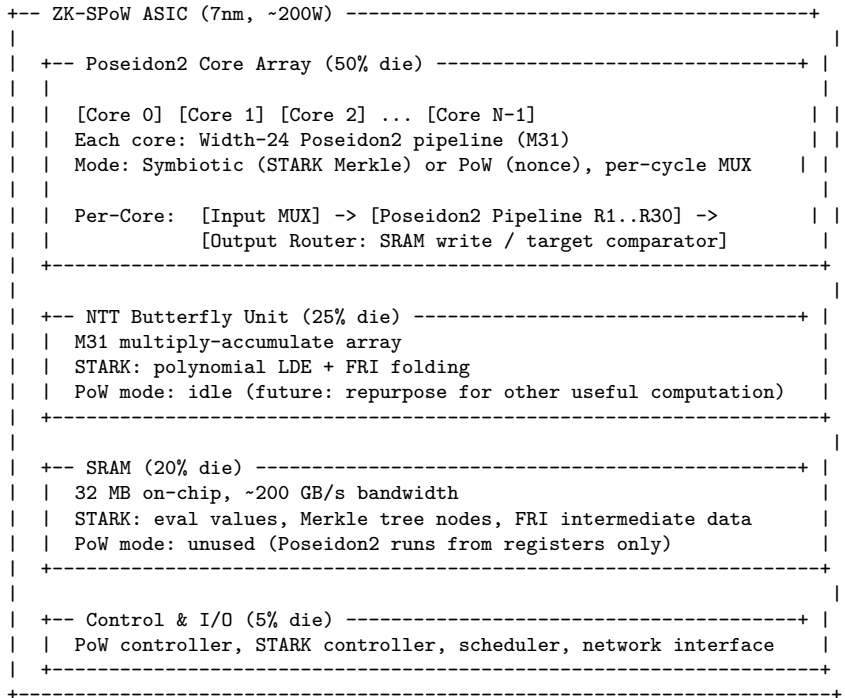 +-- ZK-SPoW ASIC (7nm, ~200W) -----------------------------------------+
|                                                                         |
|  +-- Poseidon2 Core Array (50% die) --------------------------------+ |
|  |                                                                    |
|  |  [Core 0] [Core 1] [Core 2] ... [Core N-1]                        | |
|  |  Each core: Width-24 Poseidon2 pipeline (M31)                     | |
|  |  Mode: Symbiotic (STARK Merkle) or PoW (nonce), per-cycle MUX    | |
|  |                                                                    |
|  |  Per-Core:  [Input MUX] -> [Poseidon2 Pipeline R1..R30] ->        | |
|  |             [Output Router: SRAM write / target comparator]        |
|  +--------------------------------------------------------------------+
|                                                                         |
|  +-- NTT Butterfly Unit (25% die) ----------------------------------+ |
|  |  M31 multiply-accumulate array                                     |
|  |  STARK: polynomial LDE + FRI folding                               |
|  |  PoW mode: idle (future: repurpose for other useful computation)   |
|  +--------------------------------------------------------------------+
|                                                                         |
|  +-- SRAM (20% die) ------------------------------------------------+ |
|  |  32 MB on-chip, ~200 GB/s bandwidth                                |
|  |  STARK: eval values, Merkle tree nodes, FRI intermediate data      |
|  |  PoW mode: unused (Poseidon2 runs from registers only)             |
|  +--------------------------------------------------------------------+
|                                                                         |
|  +-- Control & I/O (5% die) ----------------------------------------+ |
|  |  PoW controller, STARK controller, scheduler, network interface    |
|  +--------------------------------------------------------------------+
+------------------------------------------------------------------------+